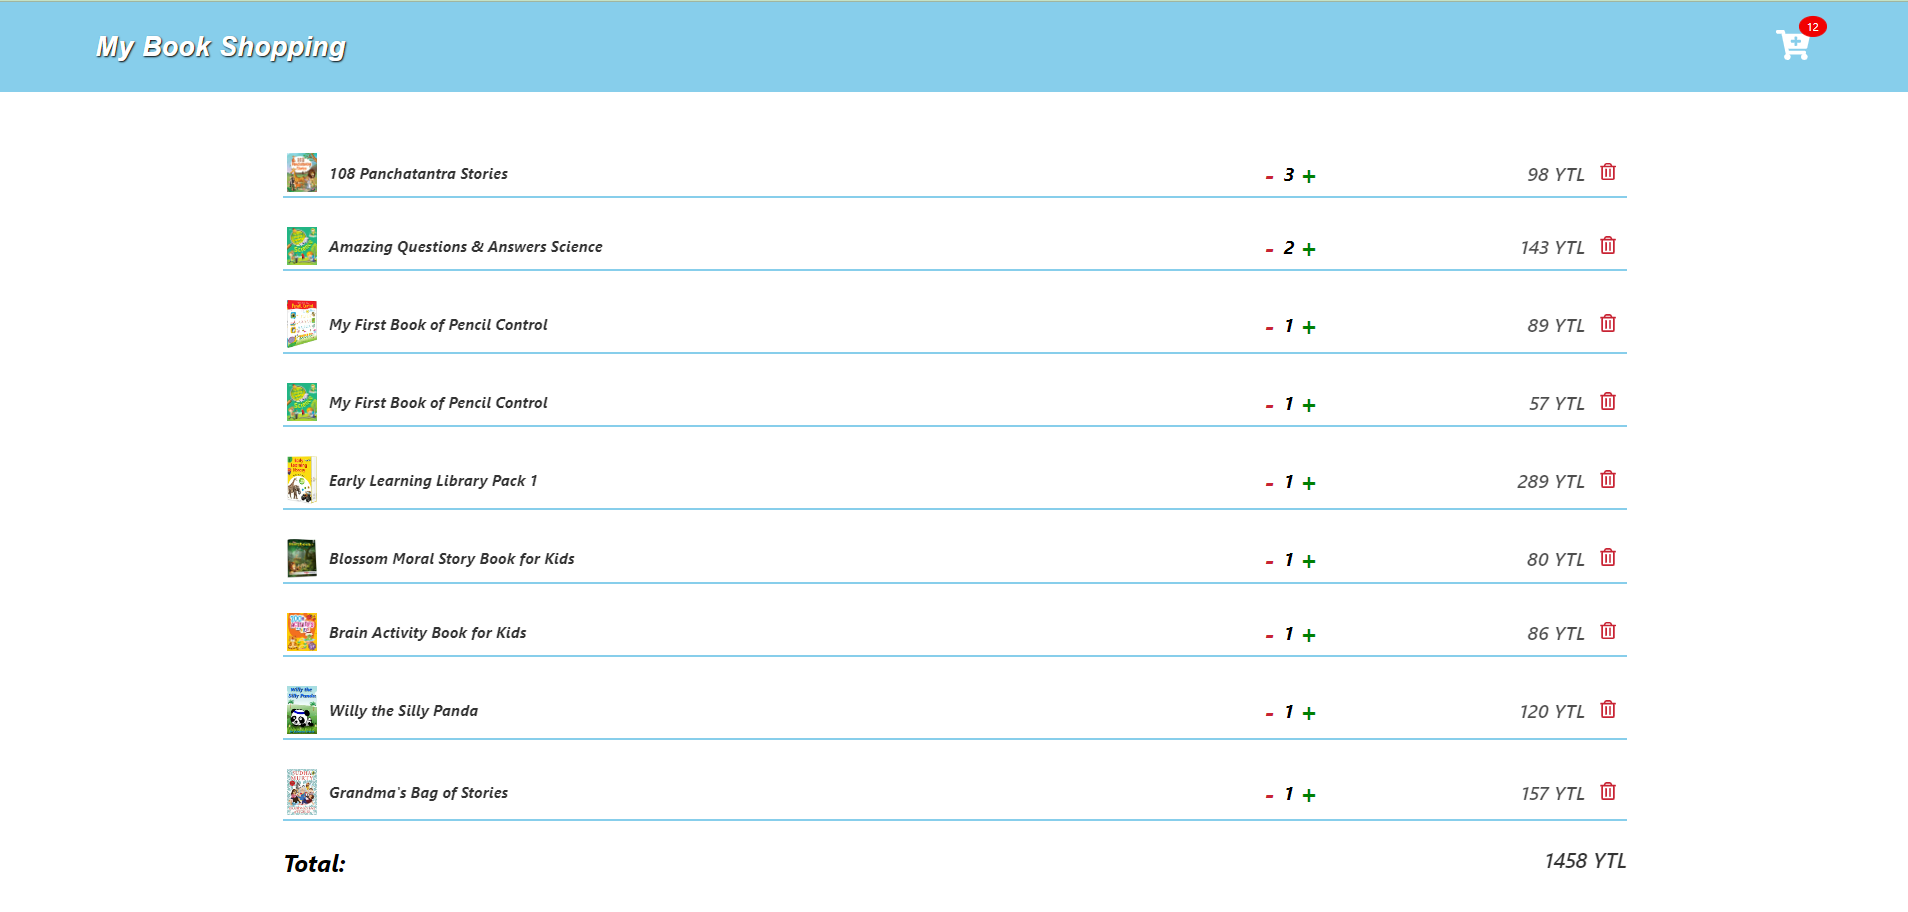 My Book Shopping
12
108 Panchatantra Stories - 3 + 98 YTL
Amazing Questions & Answers Science - 2 + 143 YTL
My First Book of Pencil Control - 1 + 89 YTL
My First Book of Pencil Control - 1 + 57 YTL
Early Learning Library Pack 1 - 1 + 289 YTL
Blossom Moral Story Book for Kids - 1 + 80 YTL
Brain Activity Book for Kids - 1 + 86 YTL
Willy the Silly Panda
Willy the Silly Panda - 1 + 120 YTL
Grandma's Bag of Stories - 1 + 157 YTL
Total: 1458 YTL